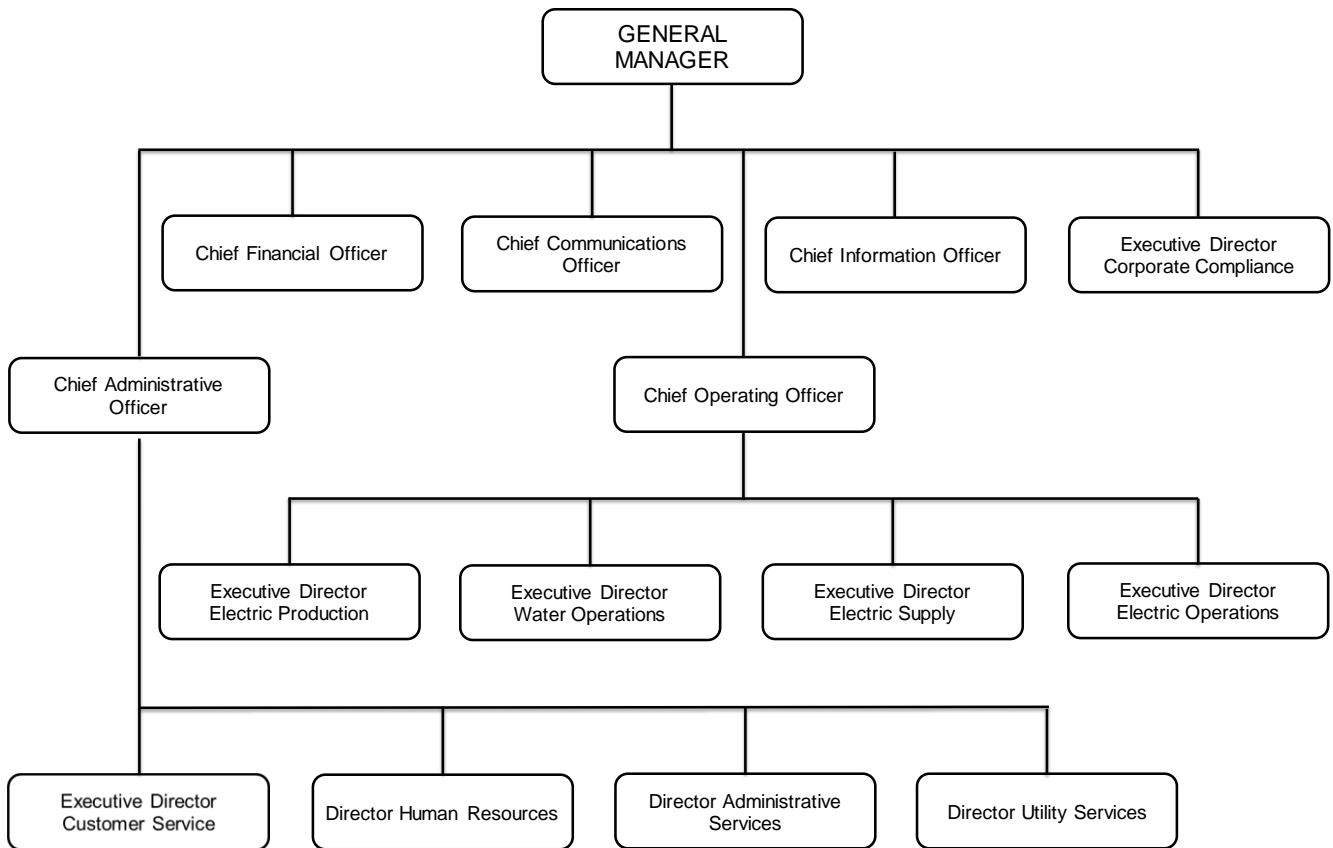 GENERAL
MANAGER
Chief Financial Officer
Chief Communications
Officer
Chief Information Officer
Executive Director
Corporate Compliance
Chief Administrative
Officer
Chief Operating Officer
Executive Director
Electric Production
Executive Director
Water Operations
Executive Director
Electric Supply
Executive Director
Electric Operations
Executive Director
Customer Service
Director Human Resources
Director Administrative
Services
Director Utility Services